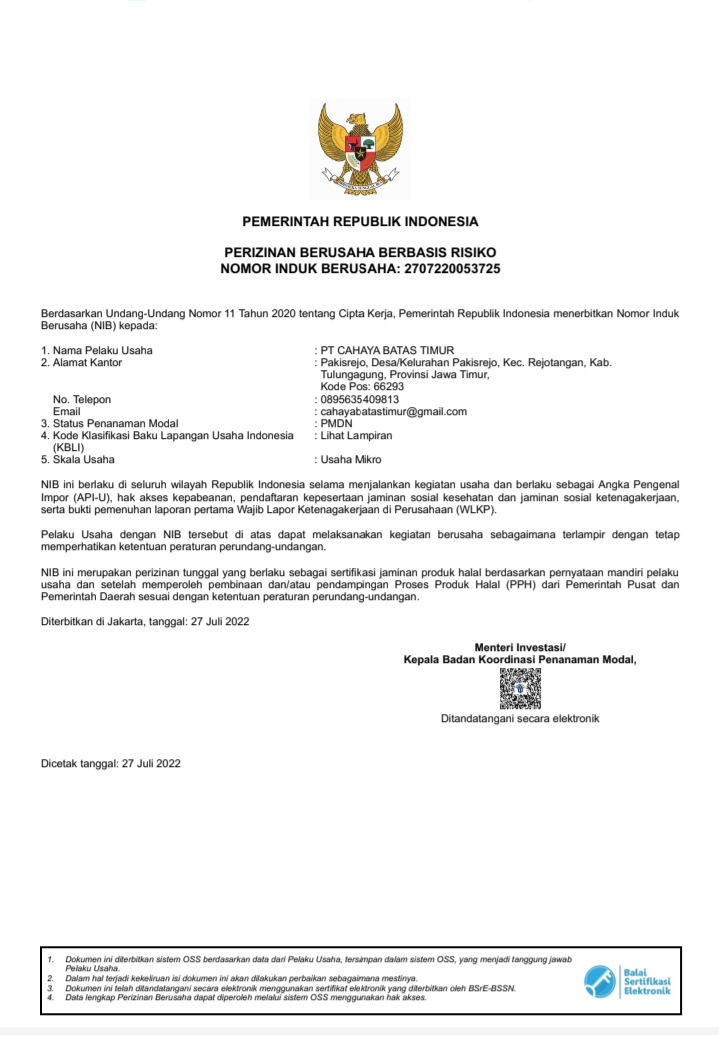 PEMERINTAH REPUBLIK INDONESIA
PERIZINAN BERUSAHA BERBASIS RISIKO
NOMOR INDUK BERUSAHA: 2707220053725
Berdasarkan Undang-Undang Nomor 11 Tahun 2020 tentang Cipta Kerja, Pemerintah Republik Indonesia menerbitkan Nomor Induk
Berusaha (NIB) kepada:
1. Nama Pelaku Usaha : PT CAHAYA BATAS TIMUR
2. Alamat Kantor : Pakisrejo, Desa/Kelurahan Pakisrejo, Kec. Rejotangan, Kab.
Tulungagung, Provinsi Jawa Timur,
Kode Pos: 66293
No. Telepon : 0895635409813
Email : cahayabatastimur@gmail.com
3. Status Penanaman Modal : PMDN
4. Kode Klasifikasi Baku Lapangan Usaha Indonesia : Lihat Lampiran
(KBLI)
5. Skala Usaha : Usaha Mikro
NIB ini berlaku di seluruh wilayah Republik Indonesia selama menjalankan kegiatan usaha dan berlaku sebagai Angka Pengenal
Impor (API-U), hak akses kepabeanan, pendaftaran kepesertaan jaminan sosial kesehatan dan jaminan sosial ketenagakerjaan,
serta bukti pemenuhan laporan pertama Wajib Lapor Ketenagakerjaan di Perusahaan (WLKP).
Pelaku Usaha dengan NIB tersebut di atas dapat melaksanakan kegiatan berusaha sebagaimana terlampir dengan tetap
memperhatikan ketentuan peraturan perundang-undangan.
NIB ini merupakan perizinan tunggal yang berlaku sebagai sertifikasi jaminan produk halal berdasarkan pernyataan mandiri pelaku
usaha dan setelah memperoleh pembinaan dan/atau pendampingan Proses Produk Halal (PPH) dari Pemerintah Pusat dan
Pemerintah Daerah sesuai dengan ketentuan peraturan perundang-undangan.
Diterbitkan di Jakarta, tanggal: 27 Juli 2022
Menteri Investasi/
Kepala Badan Koordinasi Penanaman Modal,
Ditandatangani secara elektronik
Dicetak tanggal: 27 Juli 2022
1. Dokumen ini diterbitkan sistem OSS berdasarkan data dari Pelaku Usaha, tersimpan dalam sistem OSS, yang menjadi tanggung jawab
Pelaku Usaha.
2. Dalam hal terjadi kekeliruan isi dokumen ini akan dilakukan perbaikan sebagaimana mestinya.
3. Dokumen ini telah ditandatangani secara elektronik menggunakan sertifikat elektronik yang diterbitkan oleh BSrE-BSSN.
4. Data lengkap Perizinan Berusaha dapat diperoleh melalui sistem OSS menggunakan hak akses.
Balai
Sertifikasi
Elektronik